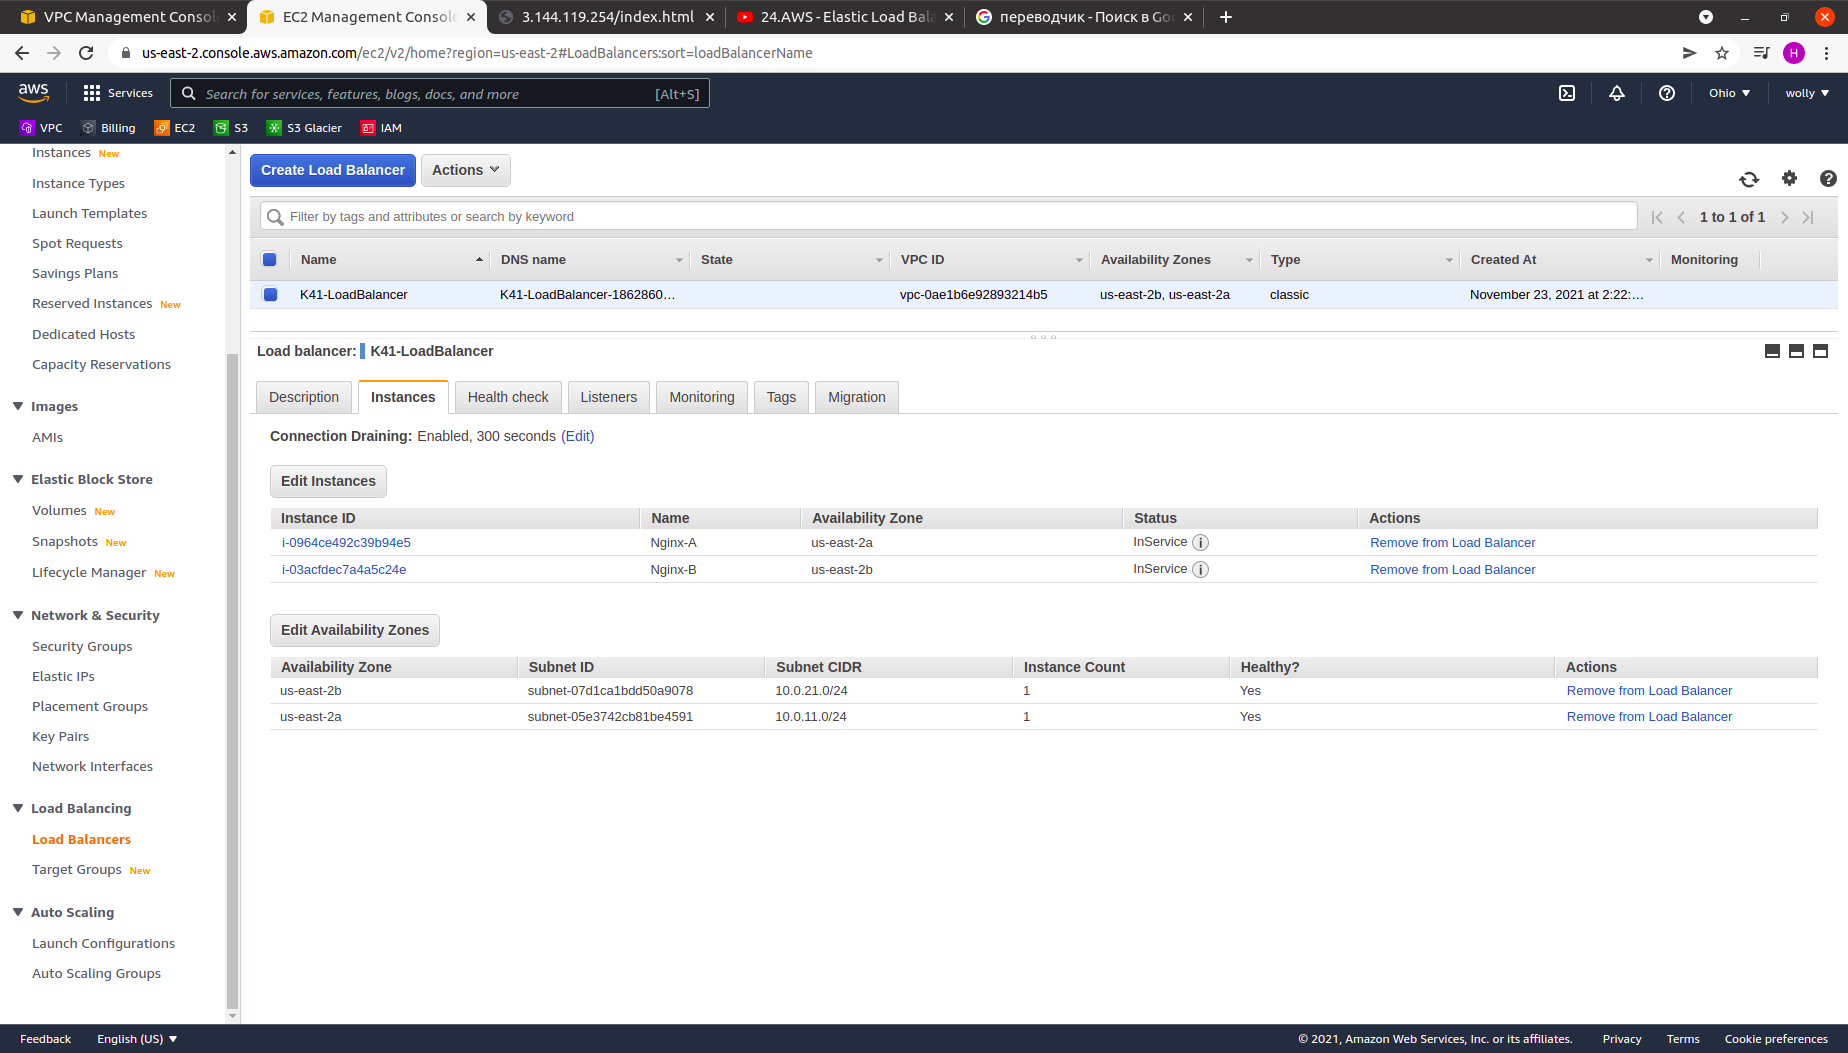 VPC Management Consol
EC2 Management Console
3.144.119.254/index.html
24.AWS - Elastic Load Bala
переводчик - Поиск в Goo
us-east-2.console.aws.amazon.com/ec2/v2/home?region=us-east-2#LoadBalancers:sort=loadBalancerName
H
aws
Services
Search for services, features, blogs, docs, and more
[Alt+S]
Ohio
wolly
VPC
Billing
EC2
S3
S3 Glacier
IAM
Instances New
Instance Types
Launch Templates
Spot Requests
Savings Plans
Reserved Instances New
Dedicated Hosts
Capacity Reservations
Images
AMIs
Elastic Block Store
Volumes New
Snapshots New
Lifecycle Manager New
Network & Security
Security Groups
Elastic IPs
Placement Groups
Key Pairs
Network Interfaces
Load Balancing
Load Balancers
Target Groups New
Auto Scaling
Launch Configurations
Auto Scaling Groups
Create Load Balancer
Actions
Filter by tags and attributes or search by keyword
1 to 1 of 1
Name DNS name State VPC ID Availability Zones Type Created At Monitoring
K41-LoadBalancer K41-LoadBalancer-1862860... vpc-0ae1b6e92893214b5 us-east-2b, us-east-2a classic November 23, 2021 at 2:22:...
Load balancer: K41-LoadBalancer
Description
Instances
Health check
Listeners
Monitoring
Tags
Migration
Connection Draining: Enabled, 300 seconds (Edit)
Edit Instances
Instance ID Name Availability Zone Status Actions
i-0964ce492c39b94e5 Nginx-A us-east-2a InService Remove from Load Balancer
i-03acfdec7a4a5c24e Nginx-B us-east-2b InService Remove from Load Balancer
Edit Availability Zones
Availability Zone Subnet ID Subnet CIDR Instance Count Healthy? Actions
us-east-2b subnet-07d1ca1bdd50a9078 10.0.21.0/24 1 Yes Remove from Load Balancer
us-east-2a subnet-05e3742cb81be4591 10.0.11.0/24 1 Yes Remove from Load Balancer
Feedback
English (US)
© 2021, Amazon Web Services, Inc. or its affiliates.
Privacy
Terms
Cookie preferences